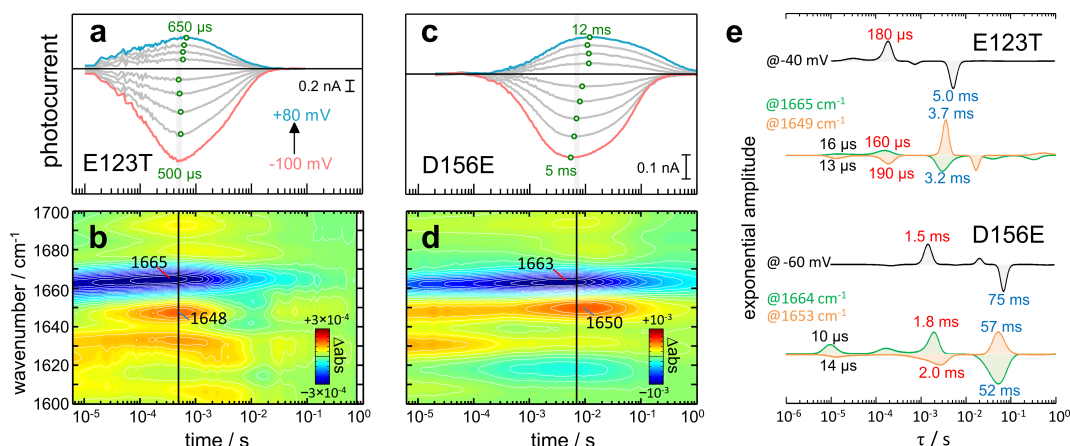 a
650 µs
0.2 nA
+80 mV
-100 mV
E123T
500 µs
photocurrent
c
12 ms
D156E
5 ms
0.1 nA
b
1700
1680
1660
1640
1620
1600
wavenumber / cm-1
1665
1648
+3×10-4
Δabs
−3×10-4
10-5 10-4 10-3 10-2 10-1 100
time / s
d
1663
1650
+10-3
Δabs
−10-3
10-5 10-4 10-3 10-2 10-1 100
time / s
e
exponential amplitude
180 µs
E123T
@-40 mV
5.0 ms
3.7 ms
@1665 cm-1
@1649 cm-1
16 µs
160 µs
13 µs
190 µs
3.2 ms
D156E
1.5 ms
@ -60 mV
75 ms
@1664 cm-1
@1653 cm-1
10 µs
1.8 ms
57 ms
14 µs
2.0 ms
52 ms
10-6 10-5 10-4 10-3 10-2 10-1 100
τ / s